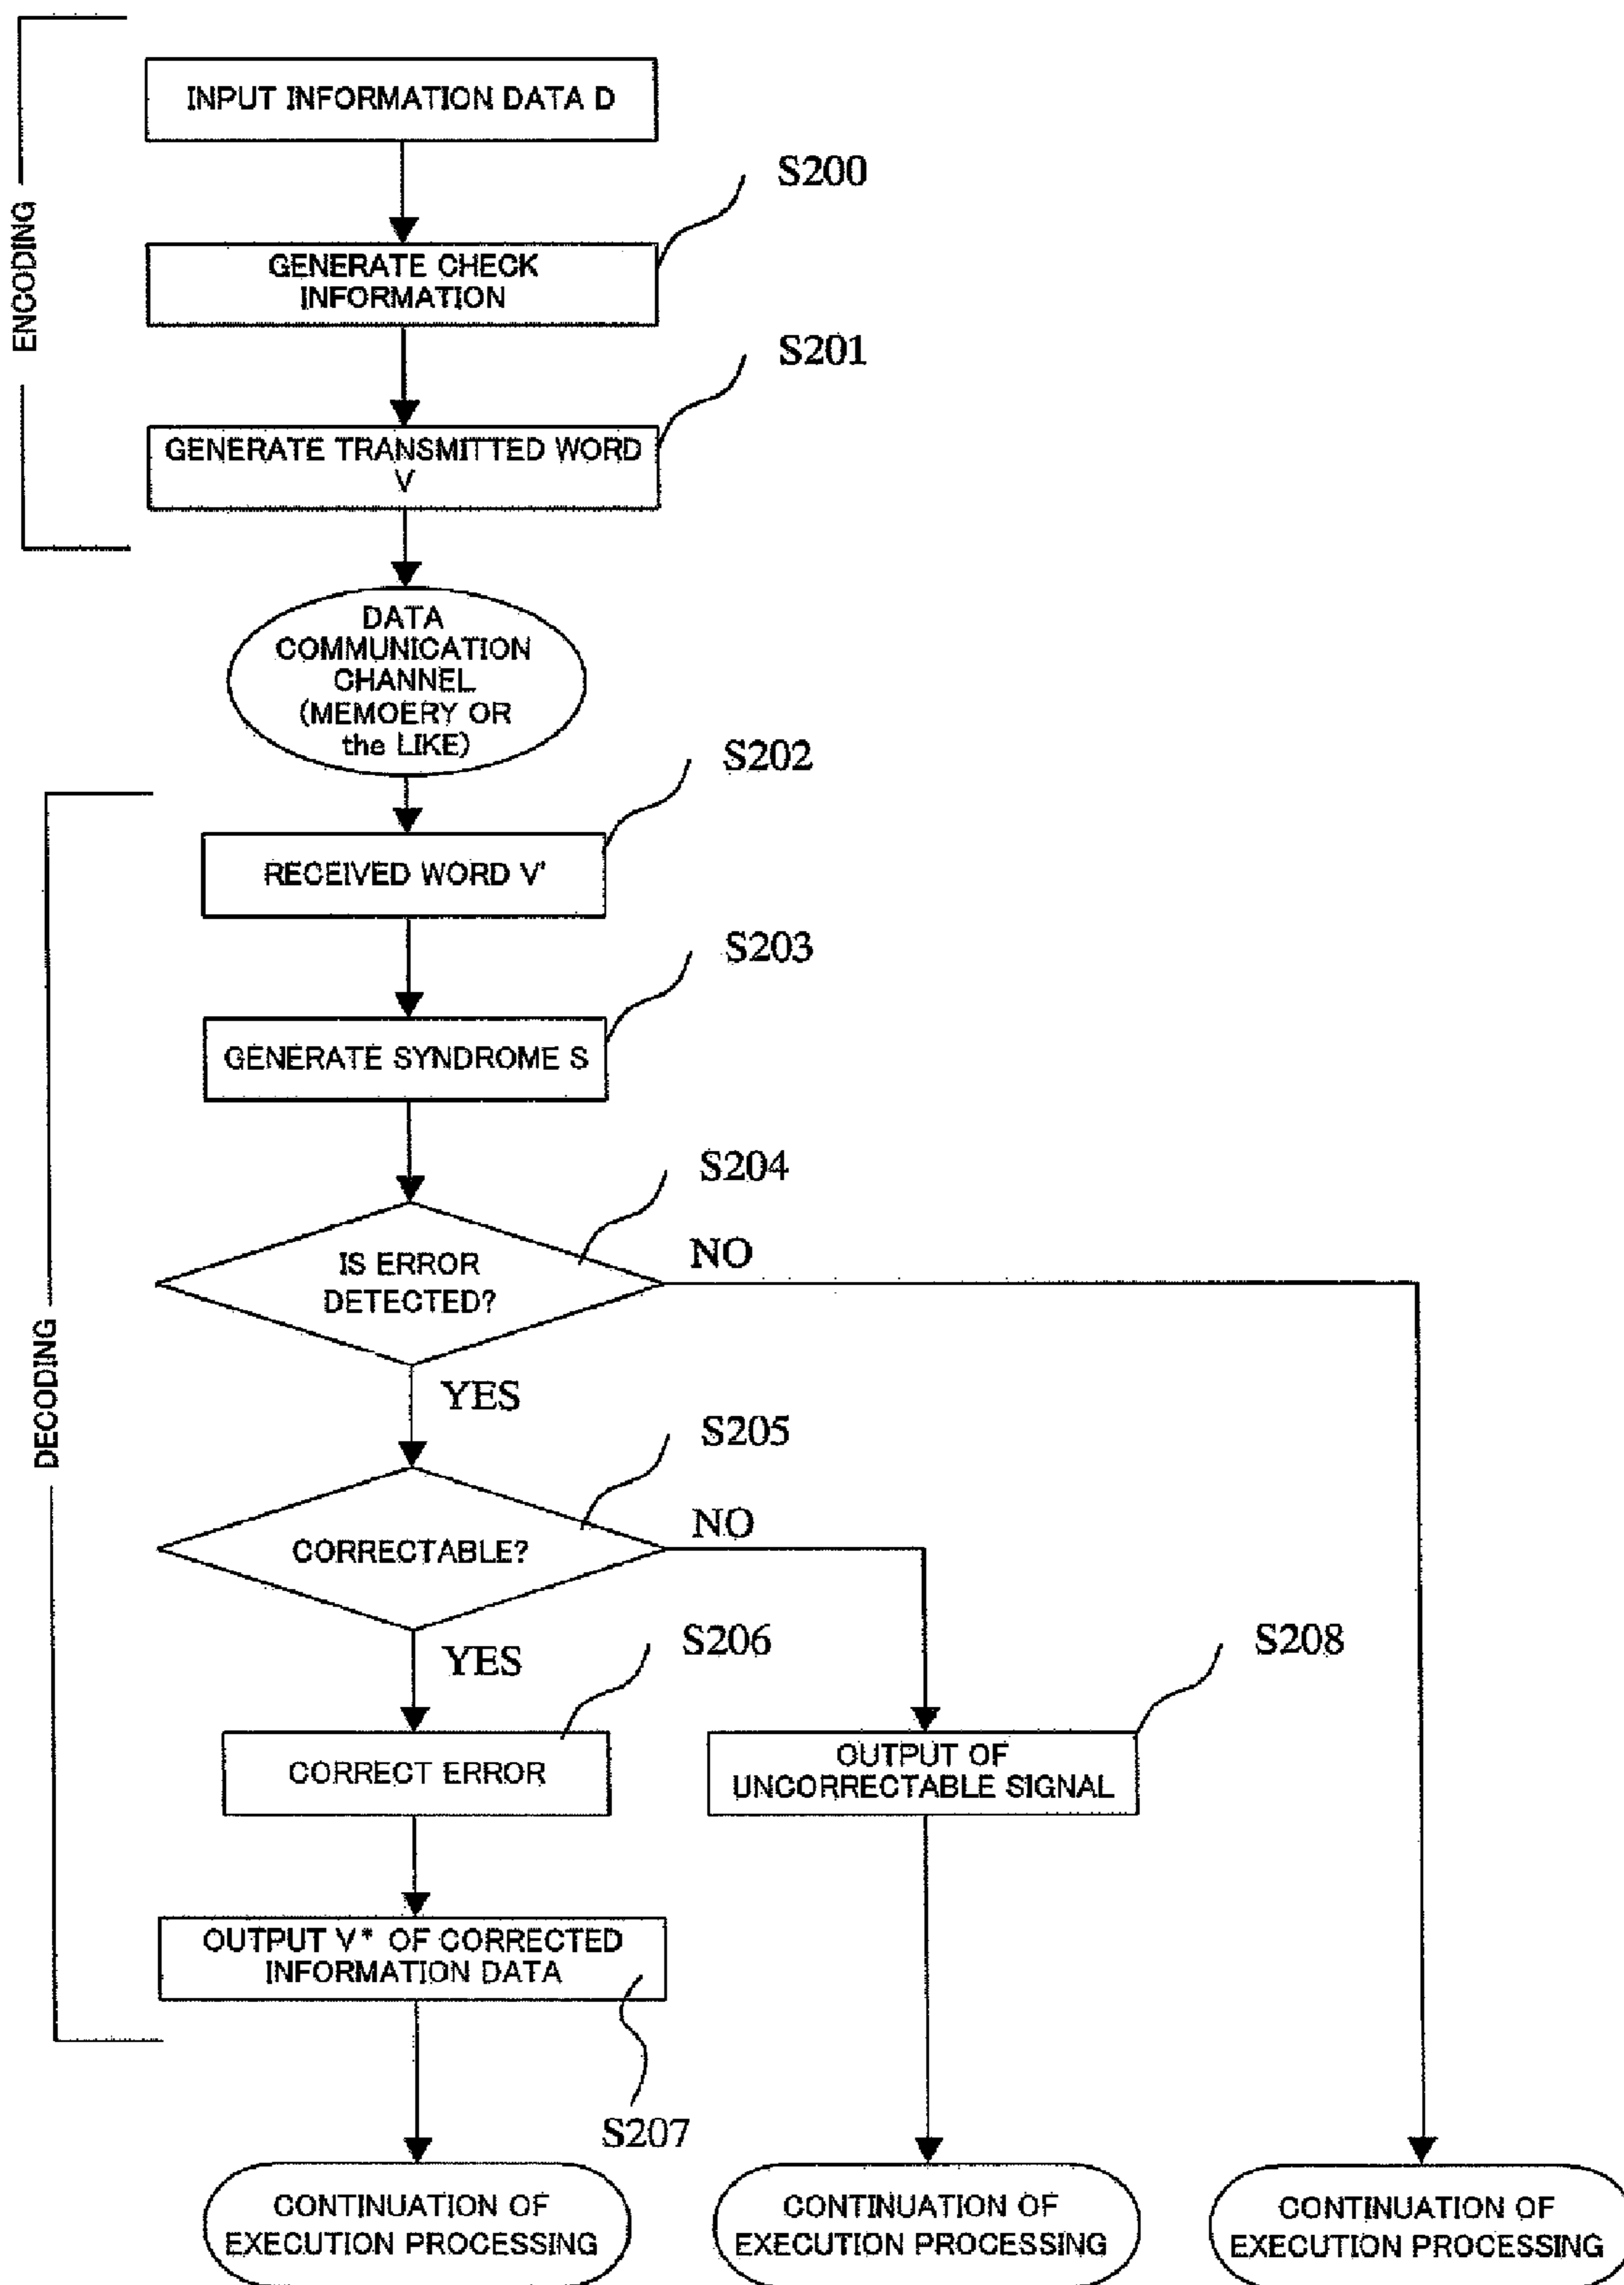 ENCODING
INPUT INFORMATION DATA D
S200
GENERATE CHECK
INFORMATION
S201
GENERATE TRANSMITTED WORD
V
DATA
COMMUNICATION
CHANNEL
(MEMOERY OR
the LIKE)
DECODING
S202
RECEIVED WORD V'
S203
GENERATE SYNDROME S
S204
IS ERROR
DETECTED?
NO
YES
S205
CORRECTABLE?
NO
YES
S206
CORRECT ERROR
S208
OUTPUT OF
UNCORRECTABLE SIGNAL
OUTPUT V* OF CORRECTED
INFORMATION DATA
S207
CONTINUATION OF
EXECUTION PROCESSING
CONTINUATION OF
EXECUTION PROCESSING
CONTINUATION OF
EXECUTION PROCESSING